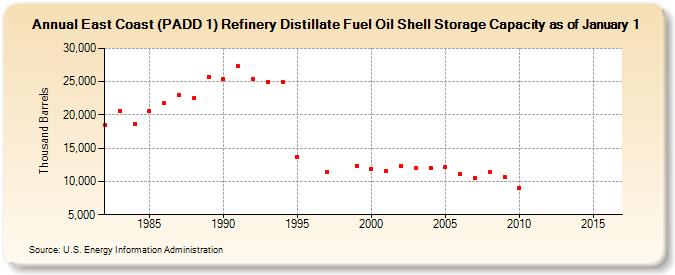 Annual East Coast (PADD 1) Refinery Distillate Fuel Oil Shell Storage Capacity as of January 1
Thousand Barrels
30,000
25,000
20,000
15,000
10,000
5,000
1985 1990 1995 2000 2005 2010 2015
Source: U.S. Energy Information Administration